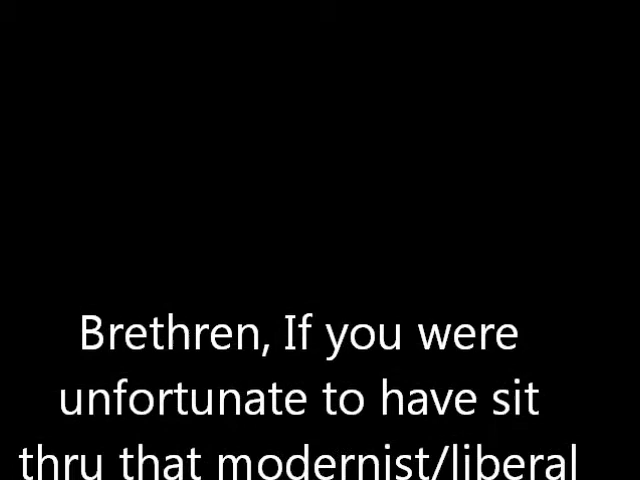 Brethren, If you were
unfortunate to have sit
thru that modernist/liberal